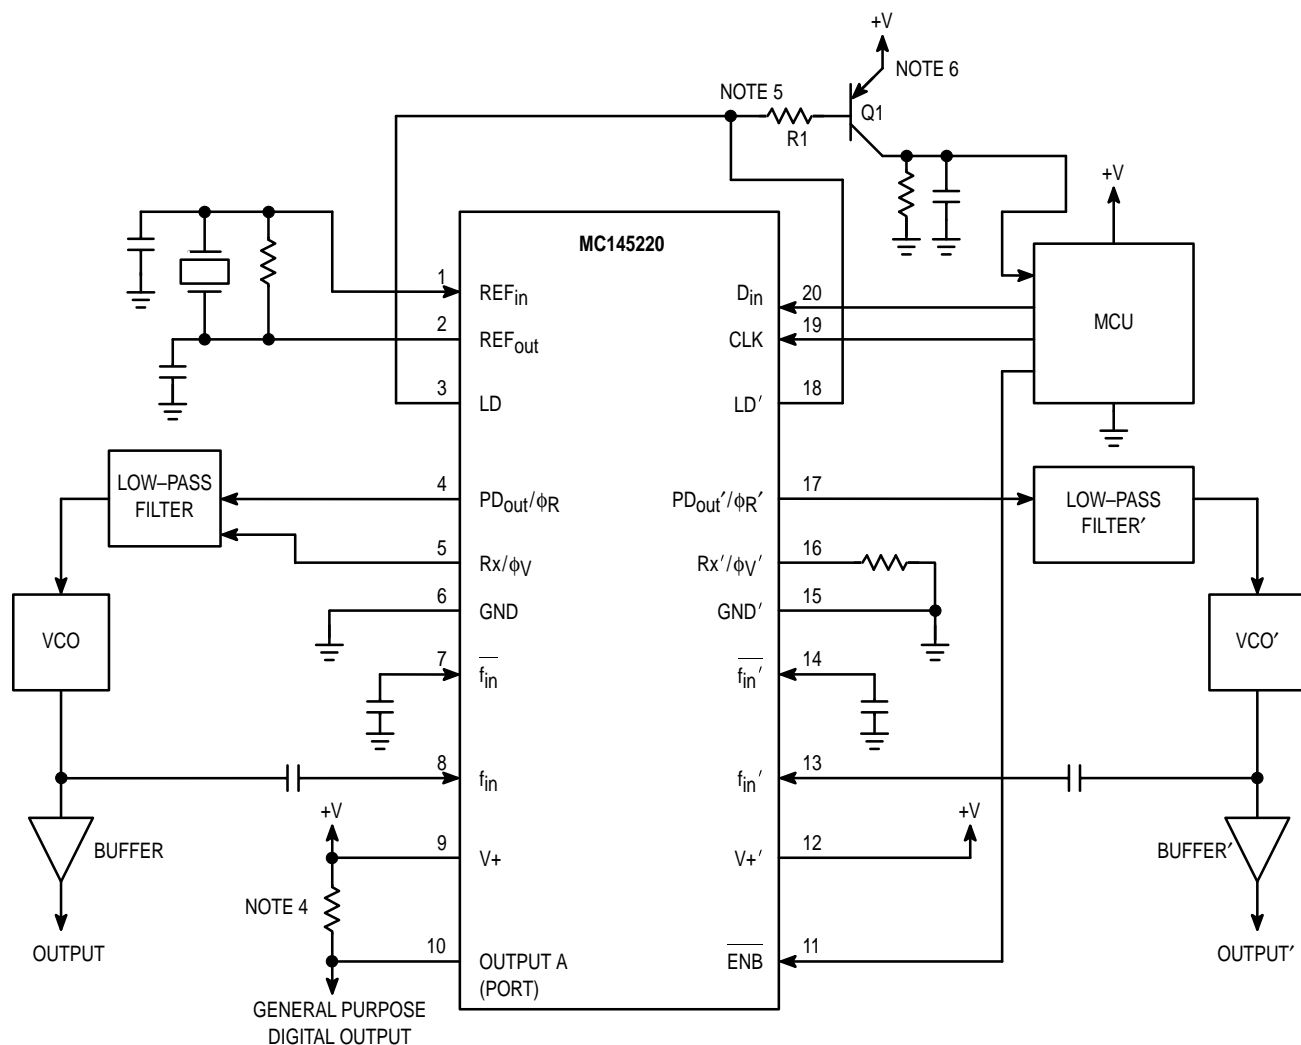 +V
NOTE 6
NOTE 5
Q1
R1
+V
MC145220
MCU
1
REFin
2
REFout
3
LD
4
PDout/ϕR
5
Rx/ϕV
6
GND
7
f̅i̅n̅
8
fin
9
V+
10
OUTPUT A
(PORT)
Din
20
CLK
19
LD′
18
PDout′/ϕR′
17
Rx′/ϕV′
16
GND′
15
f̅i̅n̅′
14
fin′
13
V+′
12
E̅N̅B̅
11
LOW–PASS
FILTER
VCO
BUFFER
OUTPUT
+V
NOTE 4
GENERAL PURPOSE
DIGITAL OUTPUT
LOW–PASS
FILTER′
VCO′
+V
BUFFER′
OUTPUT′